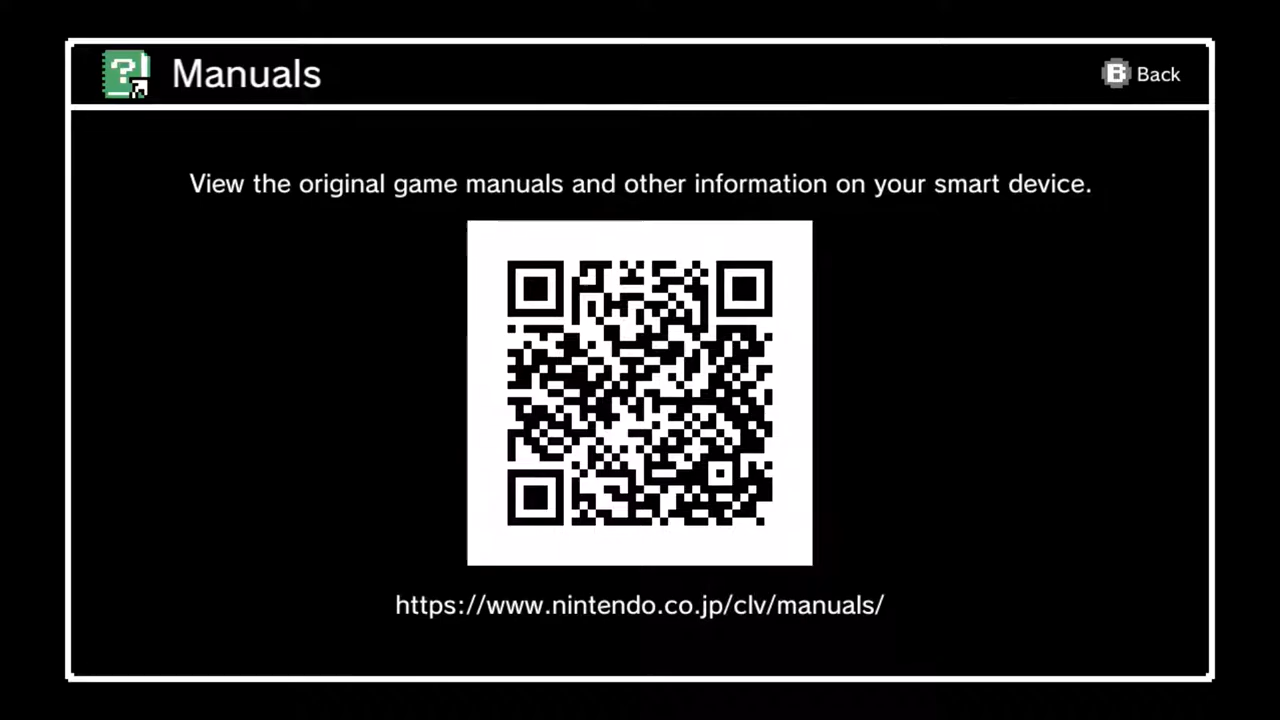 Manuals
B Back
View the original game manuals and other information on your smart device.
https://www.nintendo.co.jp/clv/manuals/